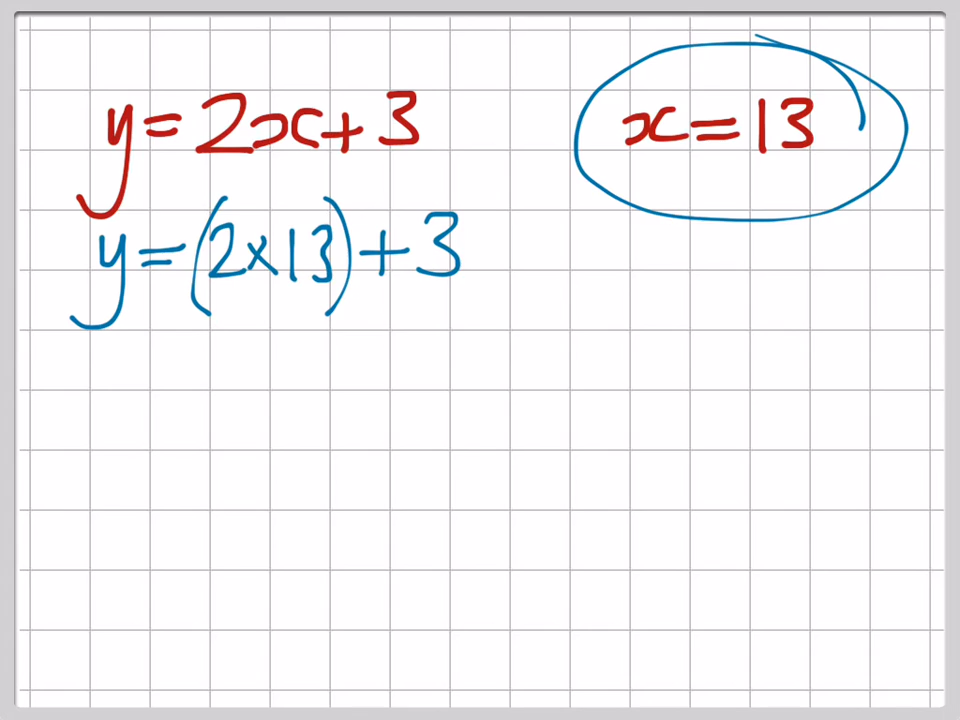 y = 2x + 3
x = 13
y = (2 × 13) + 3